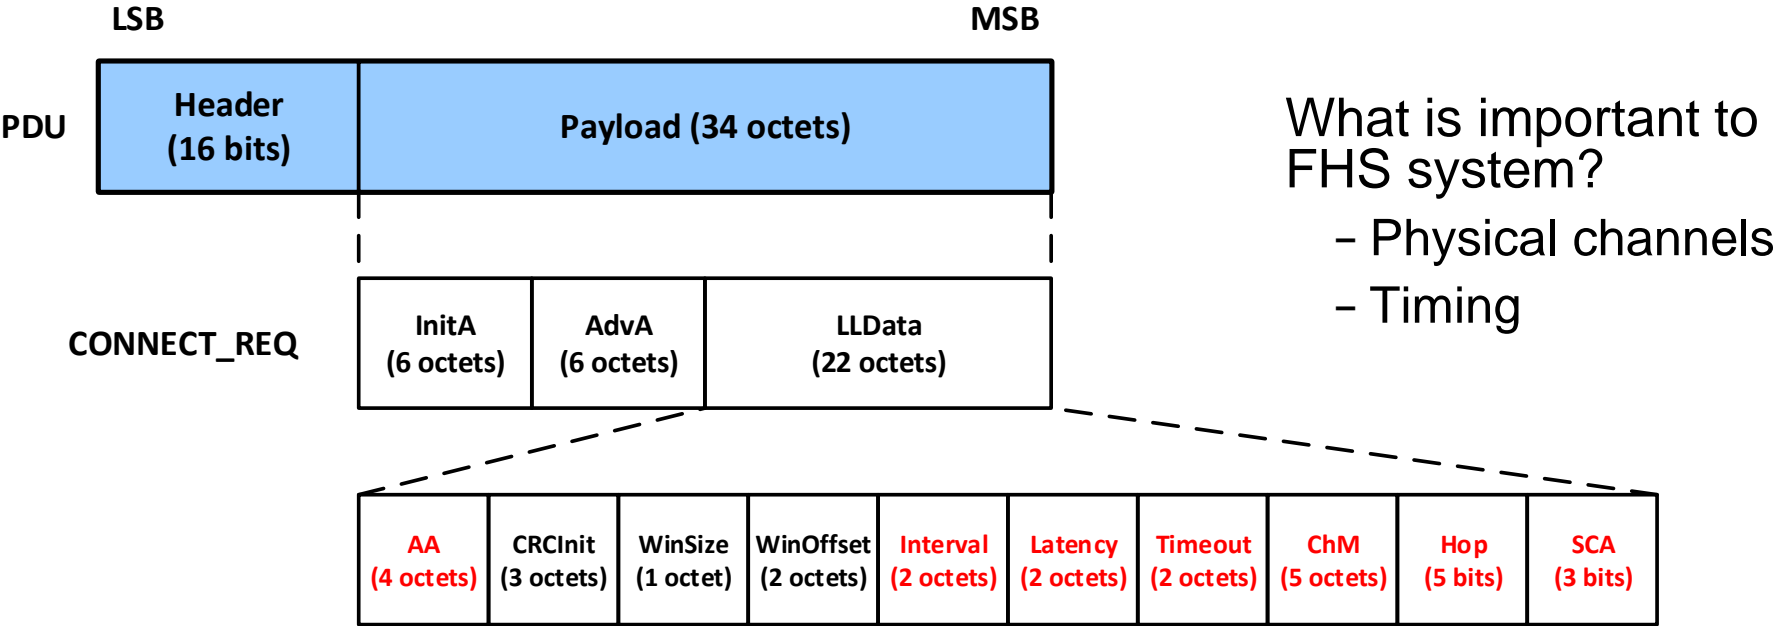 LSB
MSB
PDU
Header
(16 bits)
Payload (34 octets)
What is important to
FHS system?
– Physical channels
– Timing
CONNECT_REQ
InitA
(6 octets)
AdvA
(6 octets)
LLData
(22 octets)
AA
(4 octets)
CRCInit
(3 octets)
WinSize
(1 octet)
WinOffset
(2 octets)
Interval
(2 octets)
Latency
(2 octets)
Timeout
(2 octets)
ChM
(5 octets)
Hop
(5 bits)
SCA
(3 bits)